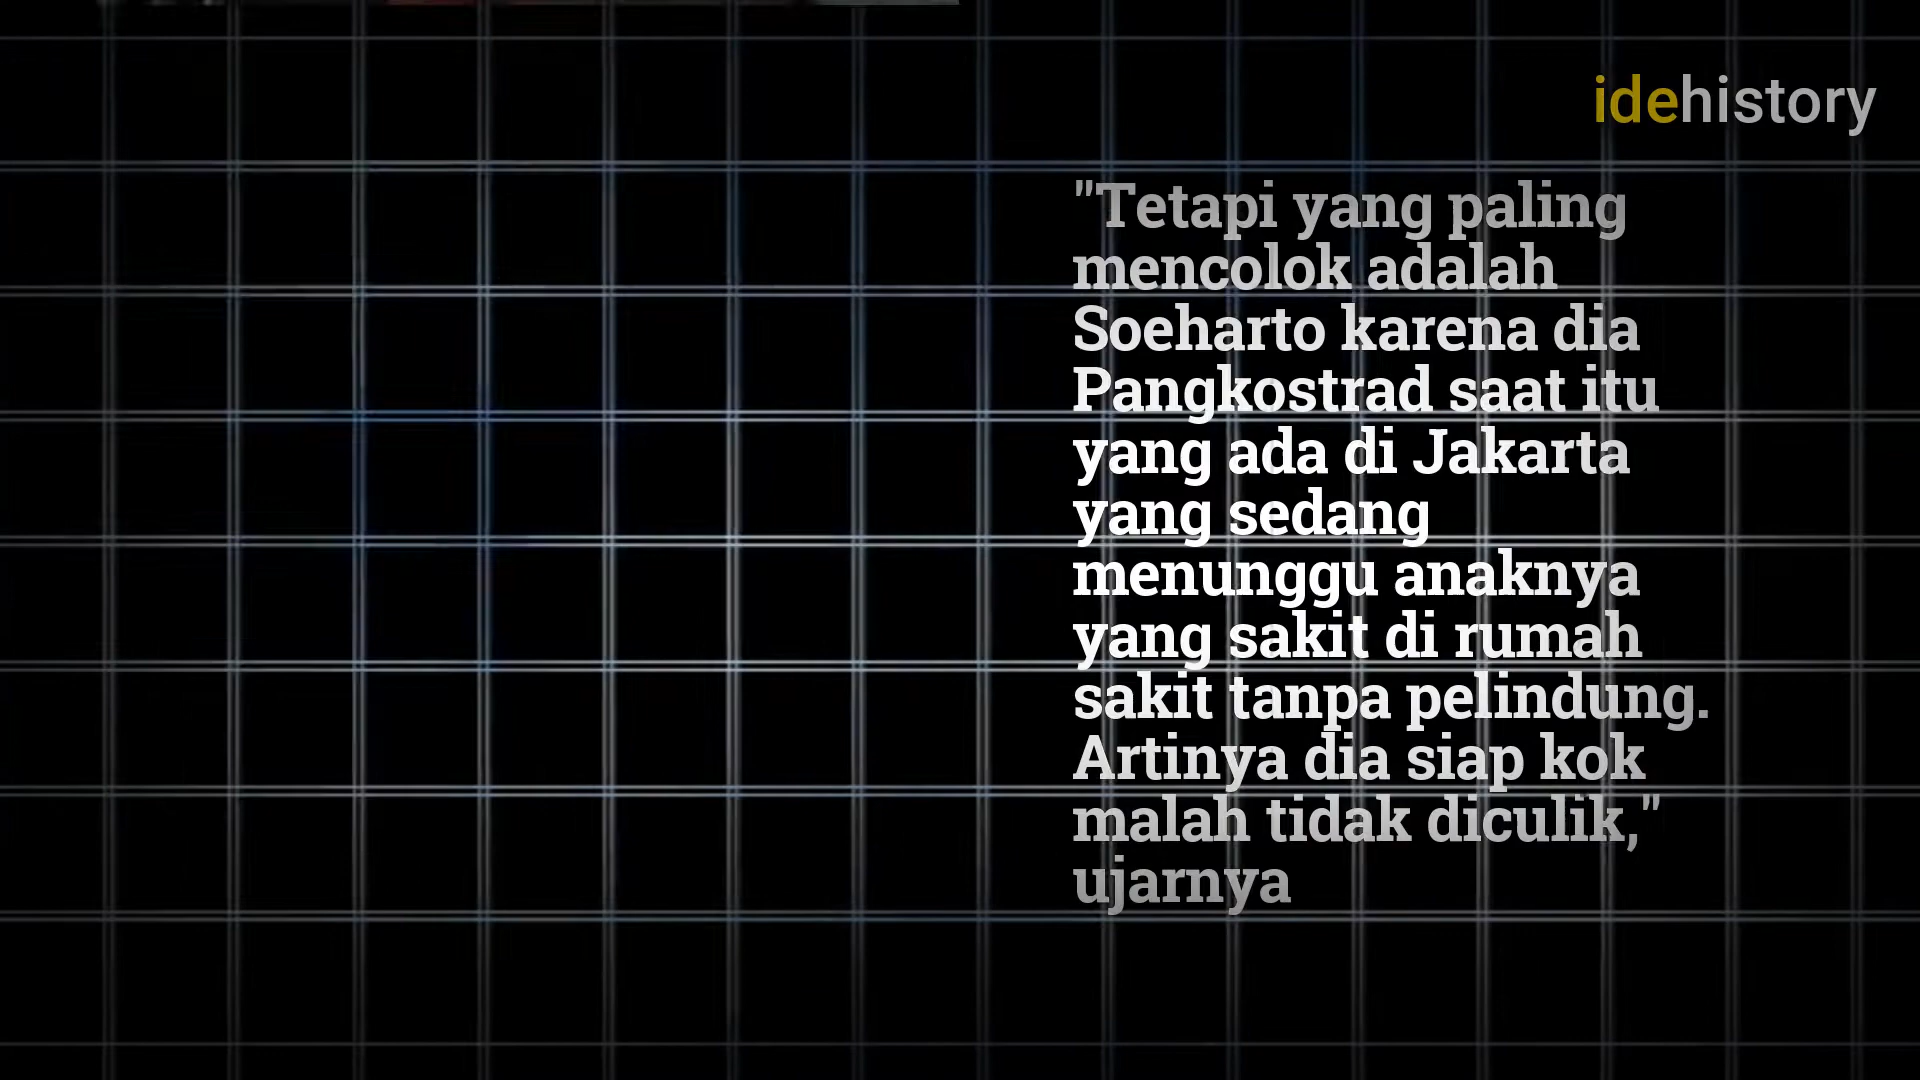 idehistory
"Tetapi yang paling
mencolok adalah
Soeharto karena dia
Pangkostrad saat itu
yang ada di Jakarta
yang sedang
menunggu anaknya
yang sakit di rumah
sakit tanpa pelindung.
Artinya dia siap kok
malah tidak diculik,"
ujarnya